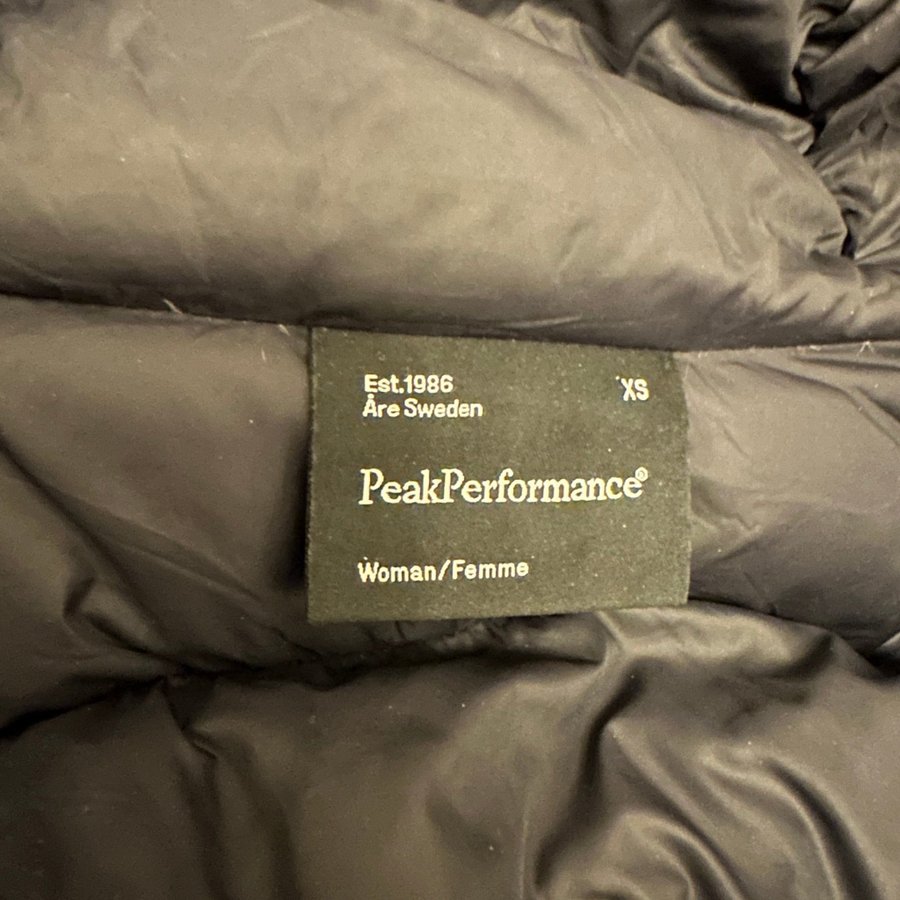 Est.1986
Åre Sweden
XS
PeakPerformance®
Woman/Femme